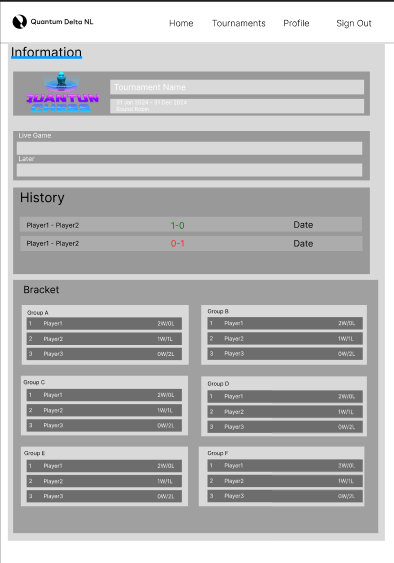 Quantum Delta NL
Home Tournaments Profile Sign Out
Information
QUANTUM
CHESS
Tournament Name
01 Jan 2024 - 31 Dec 2024
Round Robin
Live Game
Later
History
Player1 - Player2 1-0 Date
Player1 - Player2 0-1 Date
Bracket
Group A
1 Player1 2W/0L
2 Player2 1W/1L
3 Player3 0W/2L
Group B
1 Player1 2W/0L
2 Player2 1W/1L
3 Player3 0W/2L
Group C
1 Player1 2W/0L
2 Player2 1W/1L
3 Player3 0W/2L
Group D
1 Player1 2W/0L
2 Player2 1W/1L
3 Player3 0W/2L
Group E
1 Player1 2W/0L
2 Player2 1W/1L
3 Player3 0W/2L
Group F
1 Player1 2W/0L
2 Player2 1W/1L
3 Player3 0W/2L